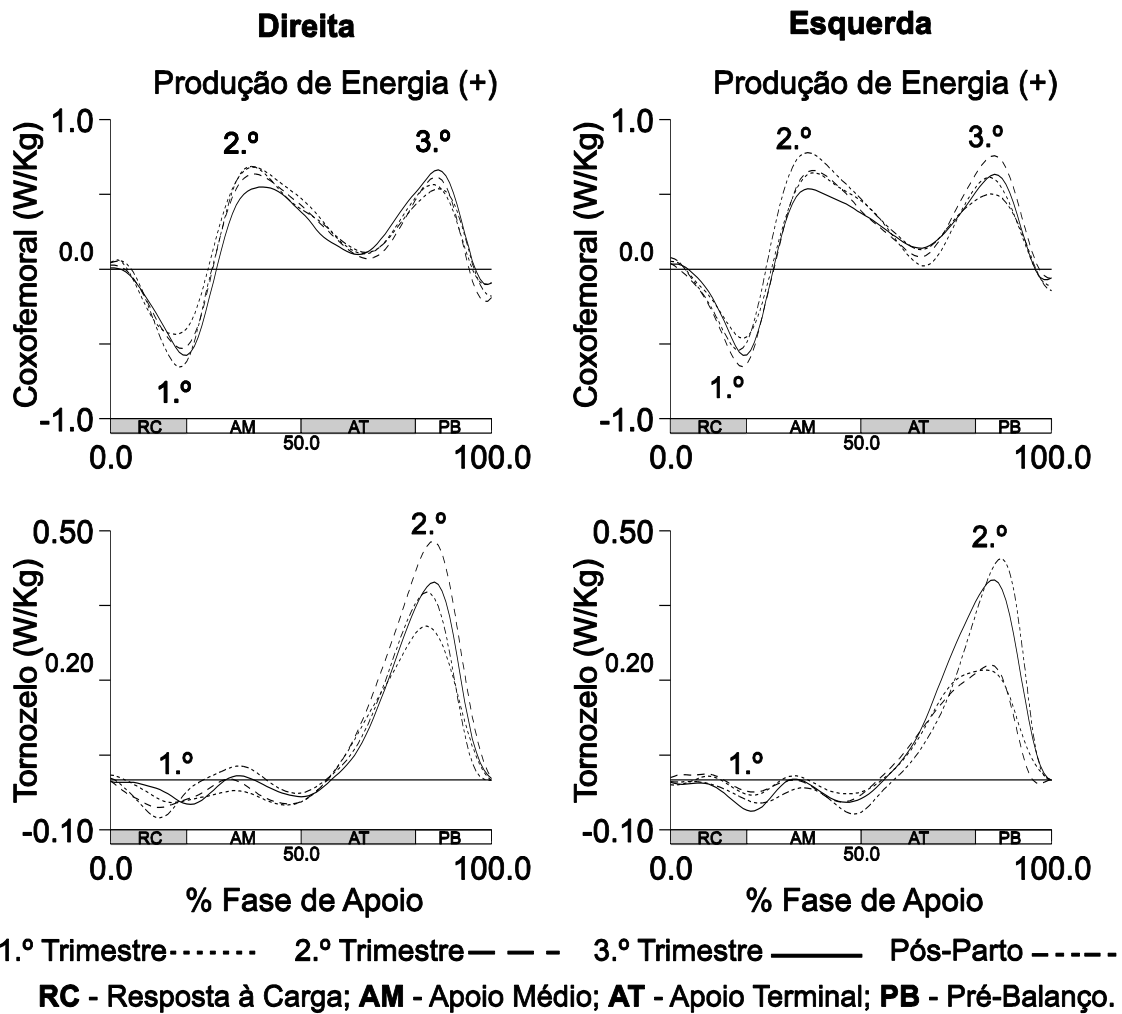 Direita
Esquerda
Produção de Energia (+)
Produção de Energia (+)
Coxofemoral (W/Kg)
1.0
0.0
-1.0
1.º
2.º
3.º
RC
AM
AT
PB
0.0
50.0
100.0
Coxofemoral (W/Kg)
1.0
0.0
-1.0
1.º
2.º
3.º
RC
AM
AT
PB
0.0
50.0
100.0
Tornozelo (W/Kg)
0.50
0.20
-0.10
1.º
2.º
RC
AM
AT
PB
0.0
50.0
100.0
% Fase de Apoio
Tornozelo (W/Kg)
0.50
0.20
-0.10
1.º
2.º
RC
AM
AT
PB
0.0
50.0
100.0
% Fase de Apoio
1.º Trimestre 2.º Trimestre 3.º Trimestre Pós-Parto
RC - Resposta à Carga; AM - Apoio Médio; AT - Apoio Terminal; PB - Pré-Balanço.